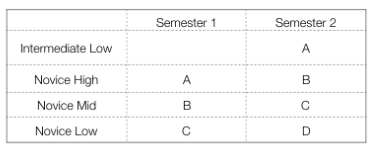 Semester 1 Semester 2
Intermediate Low A
Novice High A B
Novice Mid B C
Novice Low C D